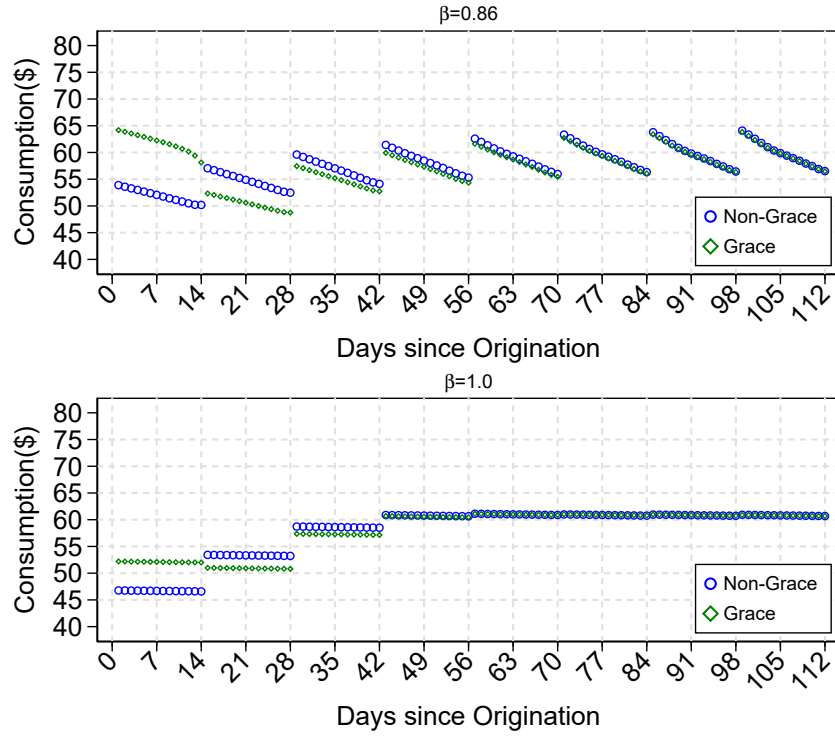 β=0.86
Consumption($)
80
75
70
65
60
55
50
45
40
Non-Grace
Grace
0 7 14 21 28 35 42 49 56 63 70 77 84 91 98 105 112
Days since Origination
β=1.0
Consumption($)
80
75
70
65
60
55
50
45
40
Non-Grace
Grace
0 7 14 21 28 35 42 49 56 63 70 77 84 91 98 105 112
Days since Origination